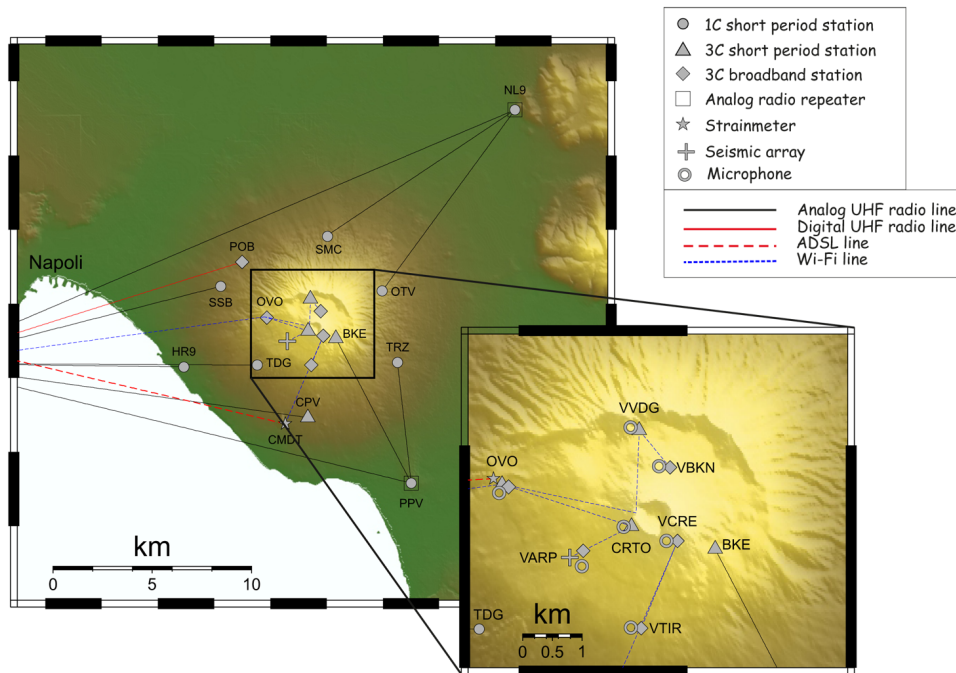 1C short period station
3C short period station
3C broadband station
Analog radio repeater
Strainmeter
Seismic array
Microphone
Analog UHF radio line
Digital UHF radio line
ADSL line
Wi-Fi line
NL9
SMC
POB
Napoli
SSB
OVO
OTV
BKE
HR9
TDG
TRZ
CPV
CMDT
PPV
km
0 5 10
VVDG
OVO
VBKN
VCRE
CRTO
BKE
VARP
TDG
VTIR
km
0 0.5 1